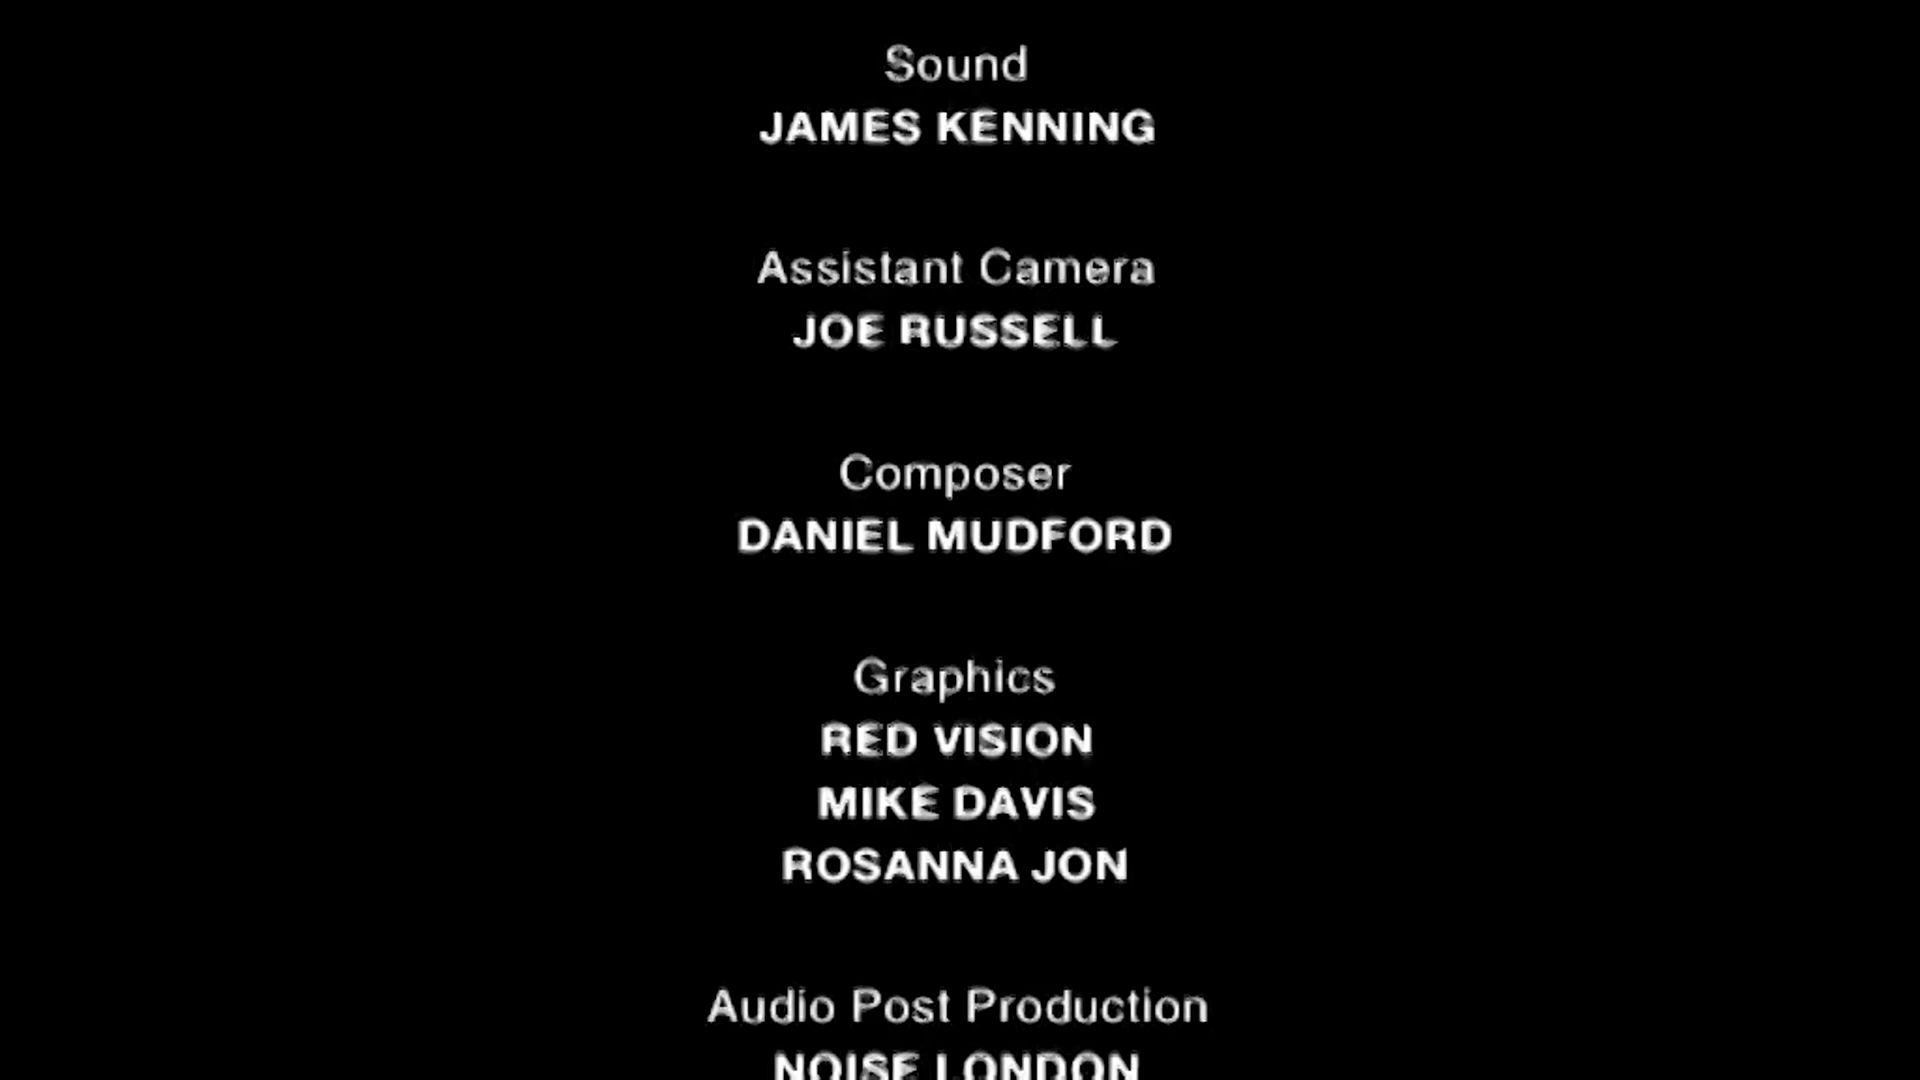 Sound
JAMES KENNING
Assistant Camera
JOE RUSSELL
Composer
DANIEL MUDFORD
Graphics
RED VISION
MIKE DAVIS
ROSANNA JON
Audio Post Production
NOISE LONDON